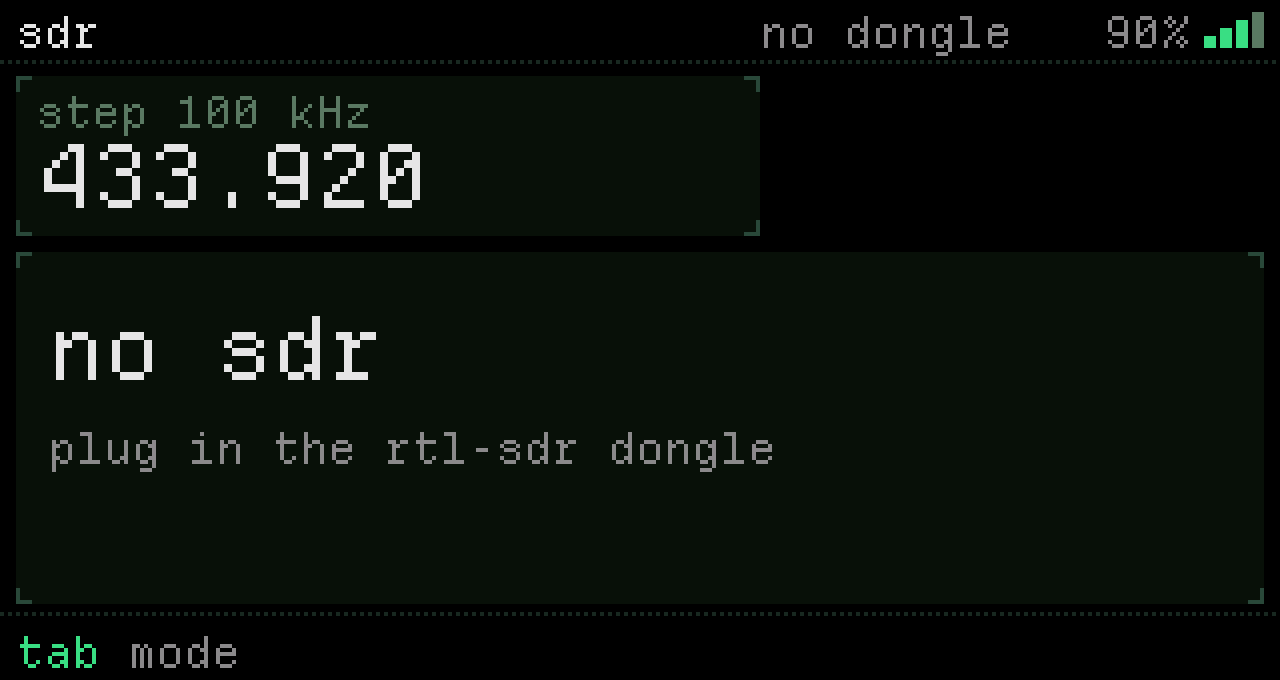 sdr no dongle 90%
step 100 kHz
433.920
no sdr
plug in the rtl-sdr dongle
tab mode